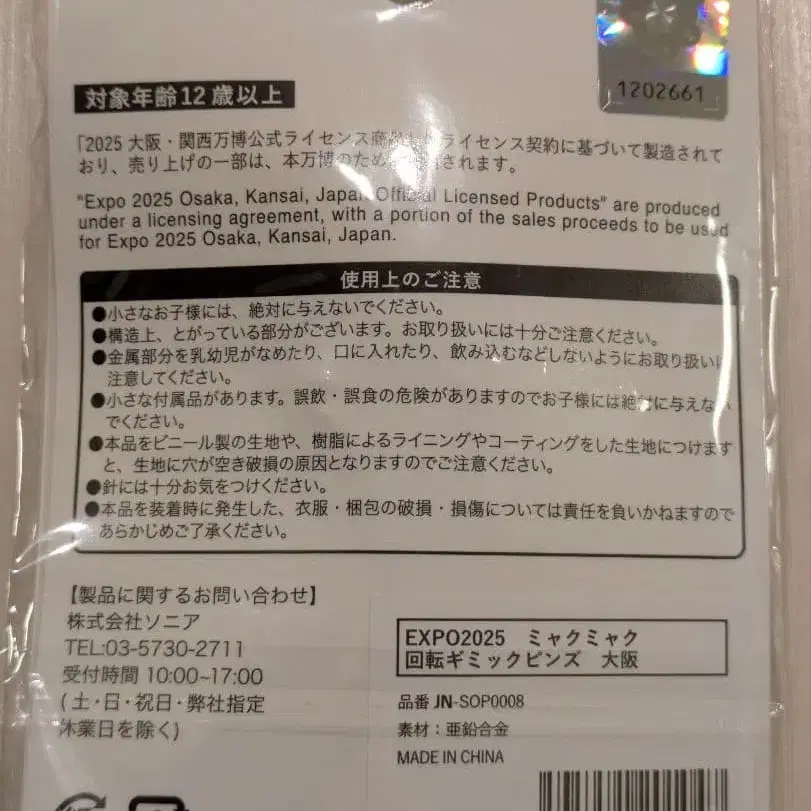 1202661
対象年齢12歳以上
「2025 大阪・関西万博公式ライセンス商品」 ライセンス契約に基づいて製造されて
おり、売り上げの一部は、本万博のため されます。
"Expo 2025 Osaka, Kansai, Japan Official Licensed Products" are produced
under a licensing agreement, with a portion of the sales proceeds to be used
for Expo 2025 Osaka, Kansai, Japan.
使用上のご注意
●小さなお子様には、絶対に与えないでください。
●構造上、とがっている部分がございます。お取り扱いには十分ご注意ください。
●金属部分を乳幼児がなめたり、口に入れたり、飲み込むなどしないようにお取り扱い
注意してください。
●小さな付属品があります。誤飲・誤食の危険がありますのでお子様には絶対に与えない
でください。
●本品をビニール製の生地や、樹脂によるライニングやコーティングをした生地につけます
と、生地に穴が空き破損の原因となりますのでご注意ください。
●針には十分お気をつけください。
●本品を装着時に発生した、衣服・梱包の破損・損傷については責任を負いかねますので
あらかじめご了承ください。
【製品に関するお問い合わせ】
株式会社ソニア
TEL:03-5730-2711
受付時間 10:00~17:00
(土・日・祝日・弊社指定
休業日を除く)
EXPO2025 ミャクミャク
回転ギミックピンズ 大阪
品番 JN-SOP0008
素材：亜鉛合金
MADE IN CHINA